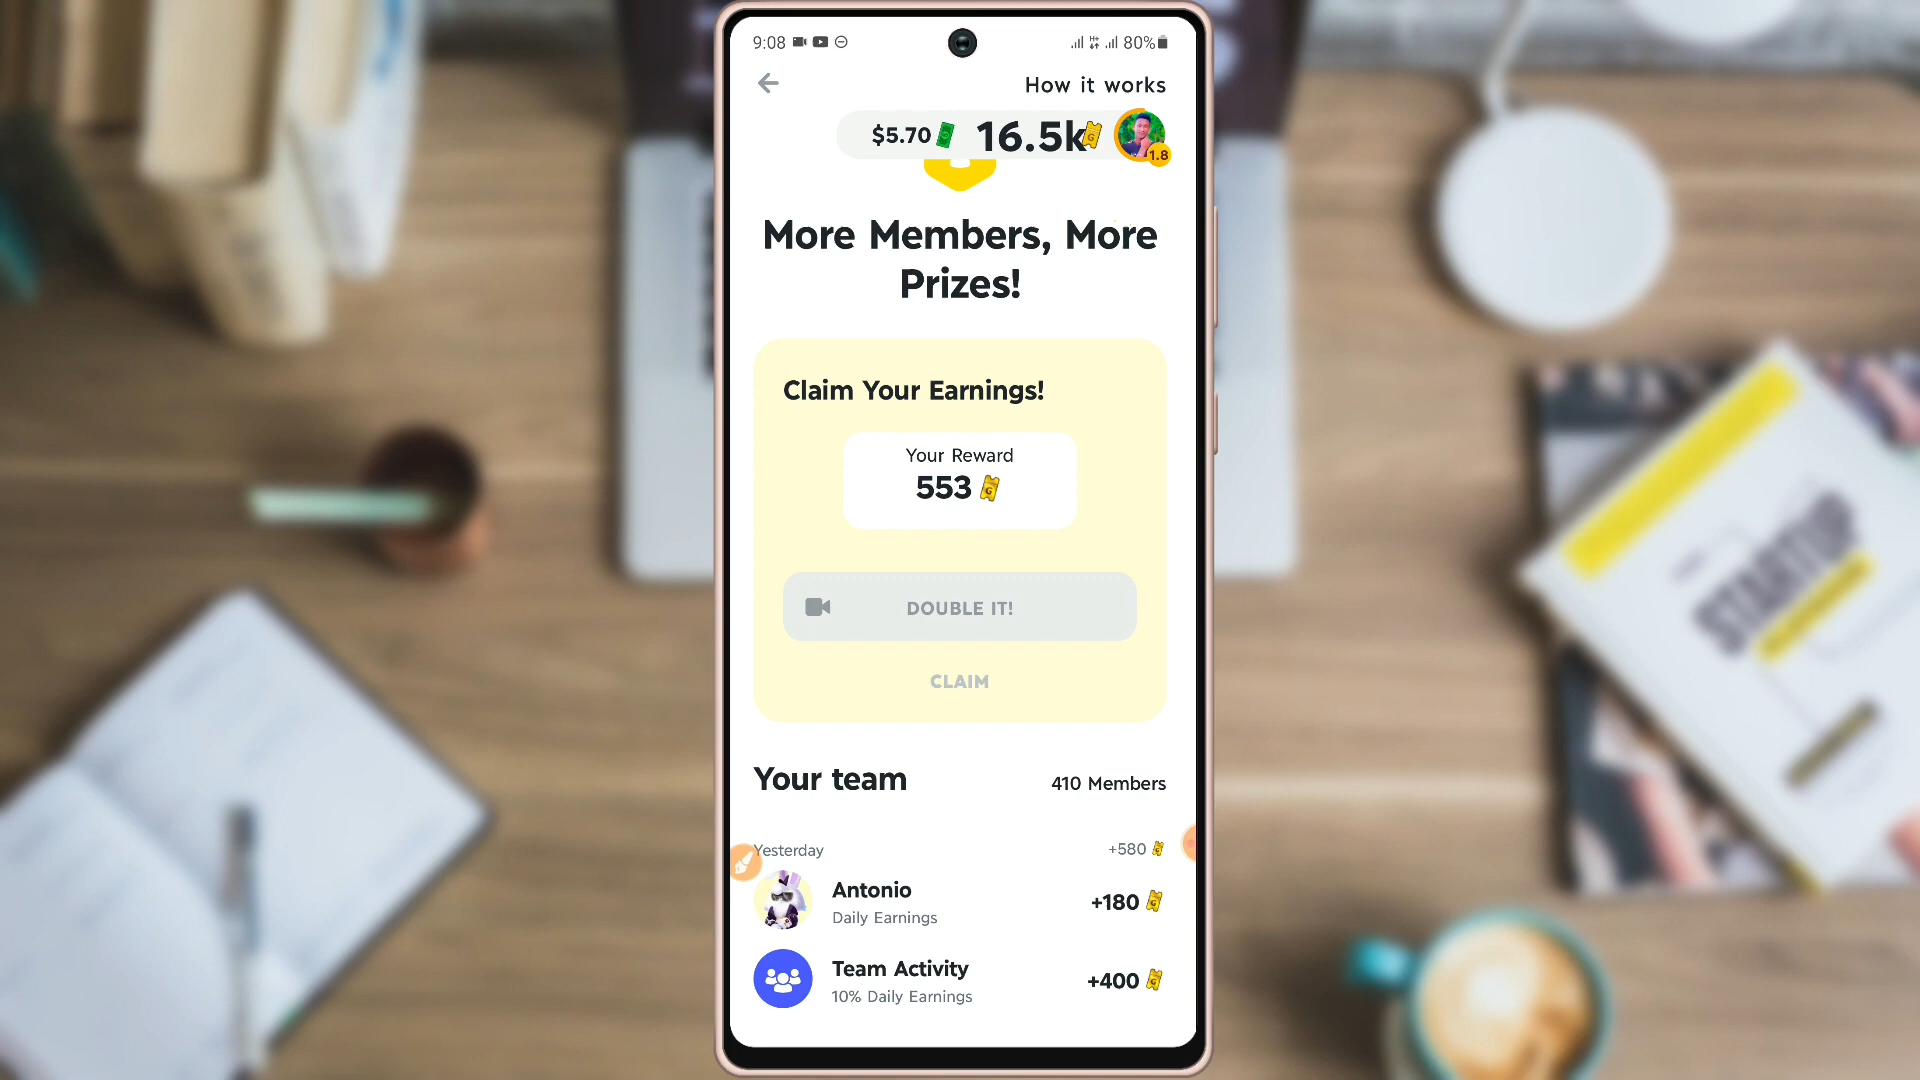 9:08
80%
How it works
$5.70
16.5k
1.8
More Members, More
Prizes!
Claim Your Earnings!
Your Reward
553
DOUBLE IT!
CLAIM
Your team
410 Members
Yesterday
+580
Antonio
+180
Daily Earnings
Team Activity
+400
10% Daily Earnings
STARTUP